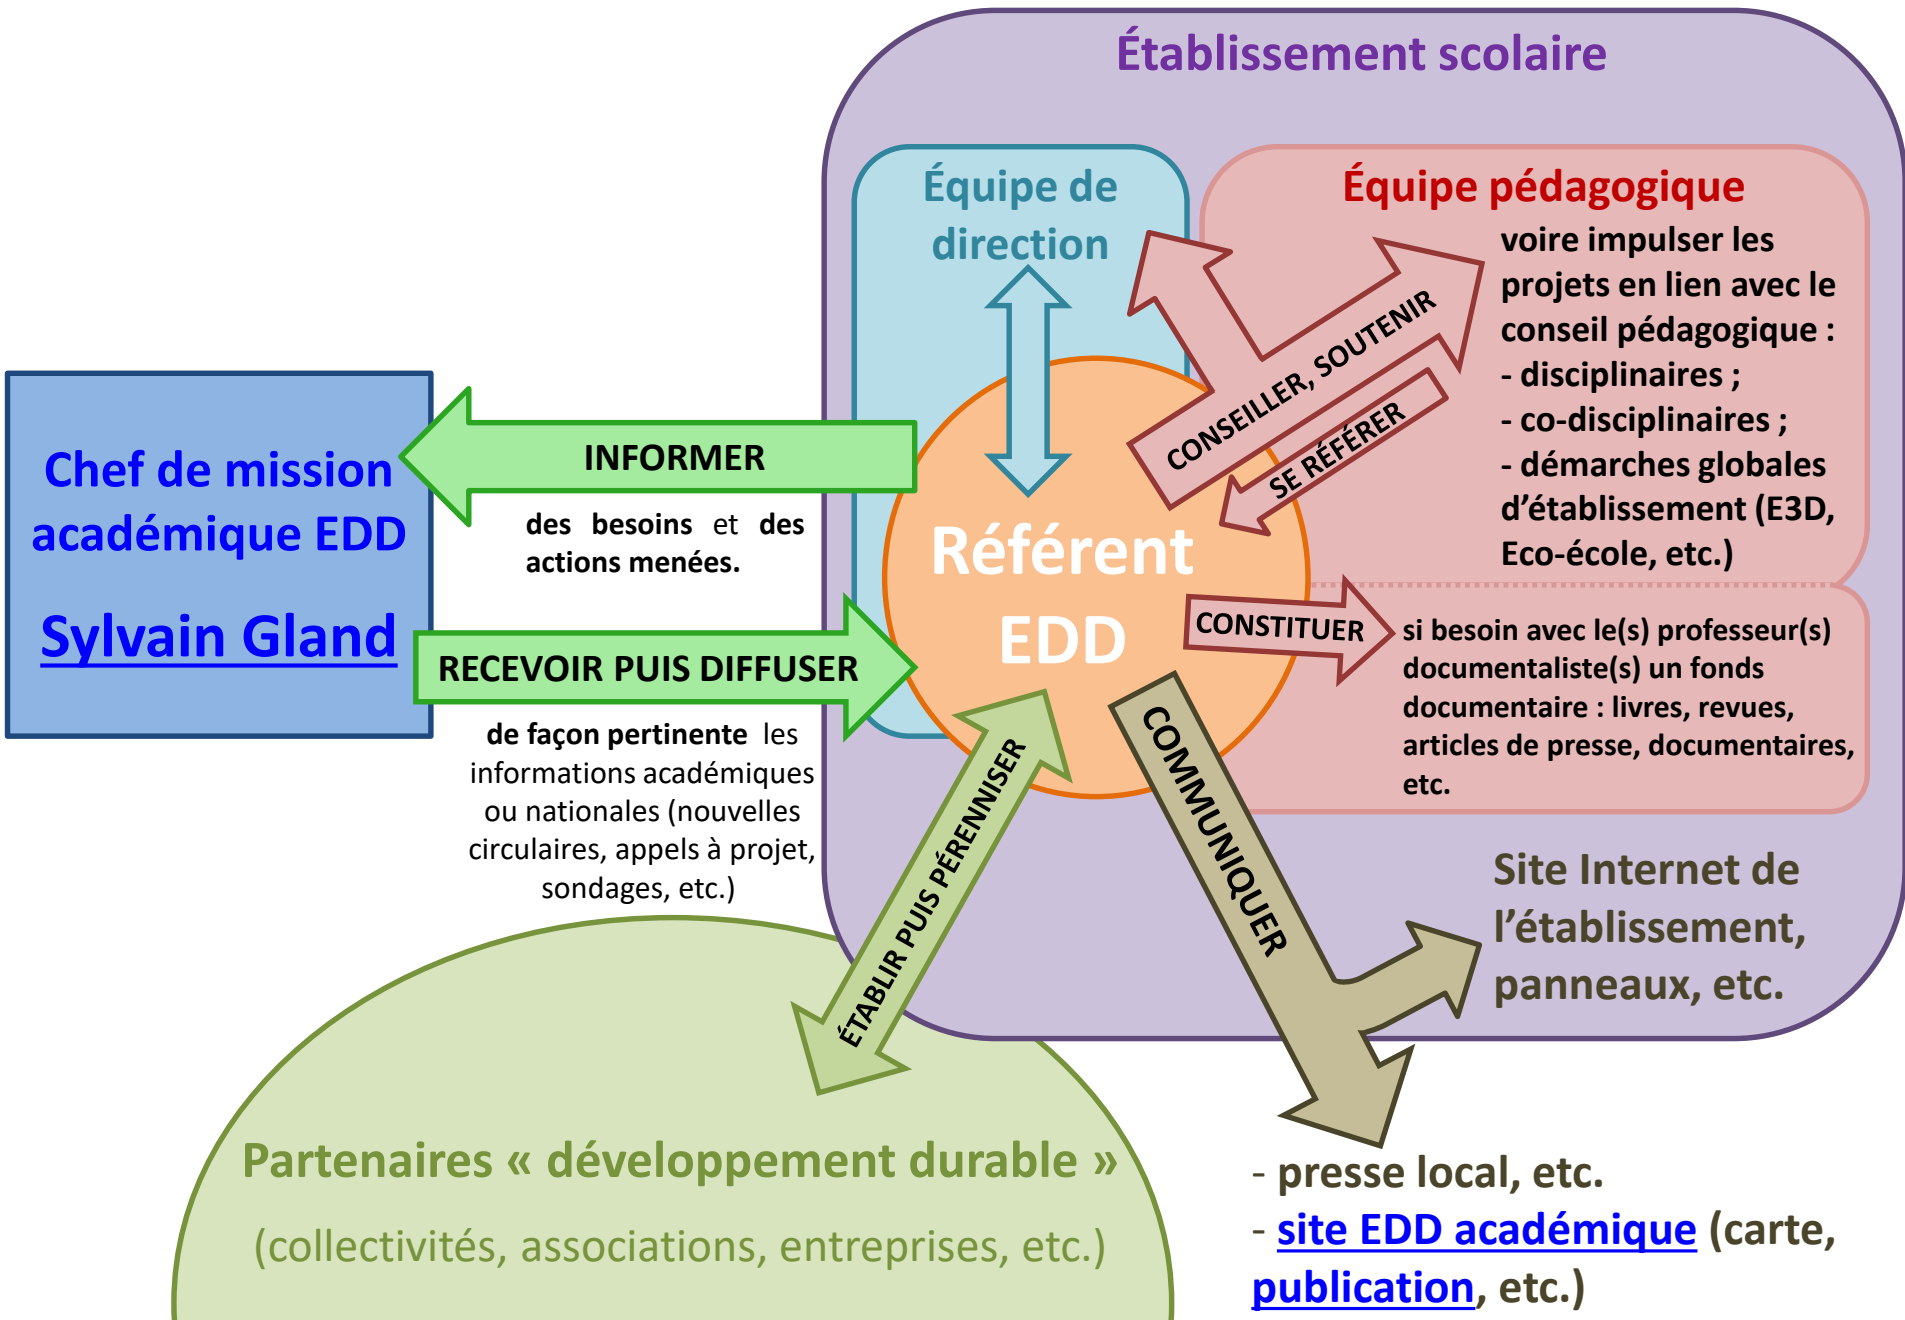 Établissement scolaire
Équipe de
direction
Équipe pédagogique
voire impulser les
projets en lien avec le
conseil pédagogique :
- disciplinaires ;
- co-disciplinaires ;
- démarches globales
d’établissement (E3D,
Eco-école, etc.)
CONSEILLER, SOUTENIR
SE RÉFÉRER
Chef de mission
académique EDD
Sylvain Gland
INFORMER
des besoins et des
actions menées.
RECEVOIR PUIS DIFFUSER
de façon pertinente les
informations académiques
ou nationales (nouvelles
circulaires, appels à projet,
sondages, etc.)
Référent
EDD
CONSTITUER
si besoin avec le(s) professeur(s)
documentaliste(s) un fonds
documentaire : livres, revues,
articles de presse, documentaires,
etc.
ÉTABLIR PUIS PÉRENNISER
COMMUNIQUER
Site Internet de
l’établissement,
panneaux, etc.
Partenaires « développement durable »
(collectivités, associations, entreprises, etc.)
- presse local, etc.
- site EDD académique (carte,
publication, etc.)